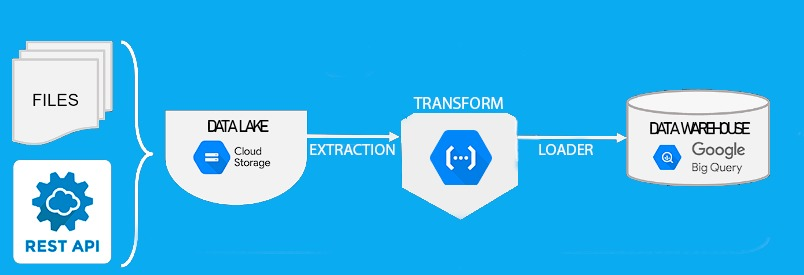 FILES
REST API
DATA LAKE
Cloud
Storage
EXTRACTION
TRANSFORM
LOADER
DATA WAREHOUSE
Google
Big Query